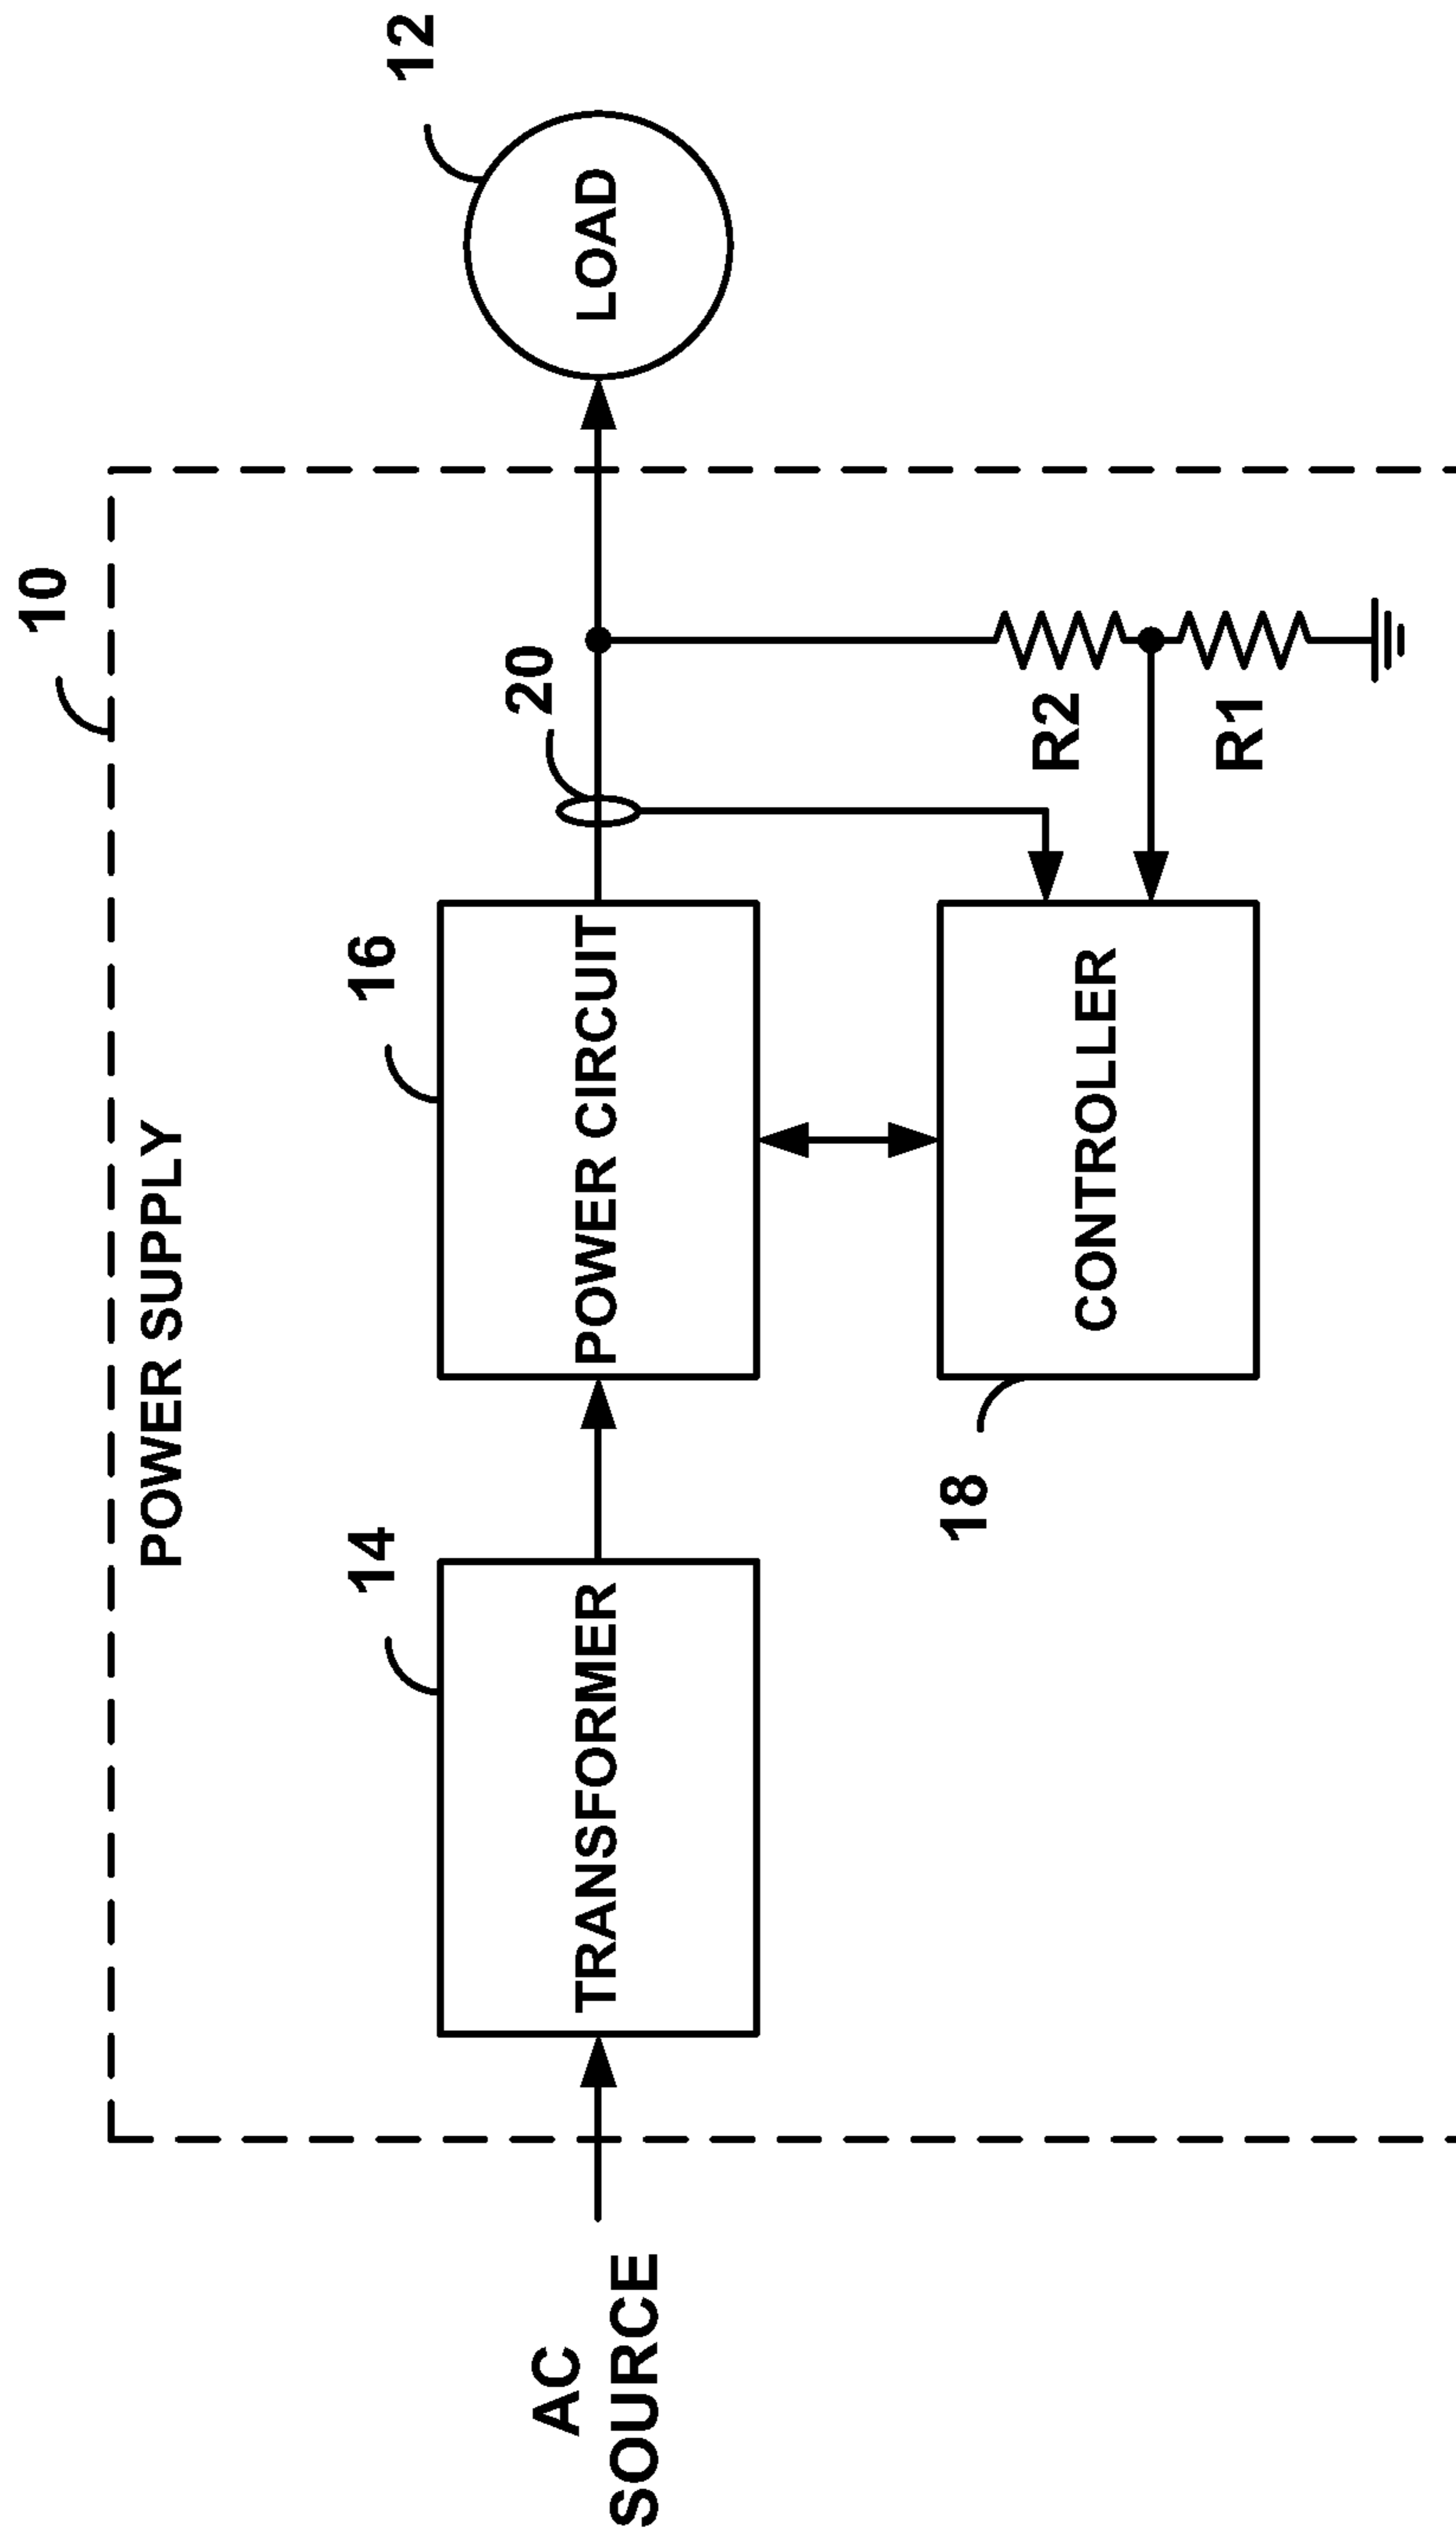 10
POWER SUPPLY
12
14
16
20
AC
SOURCE
TRANSFORMER
POWER CIRCUIT
LOAD
18
CONTROLLER
R2
R1